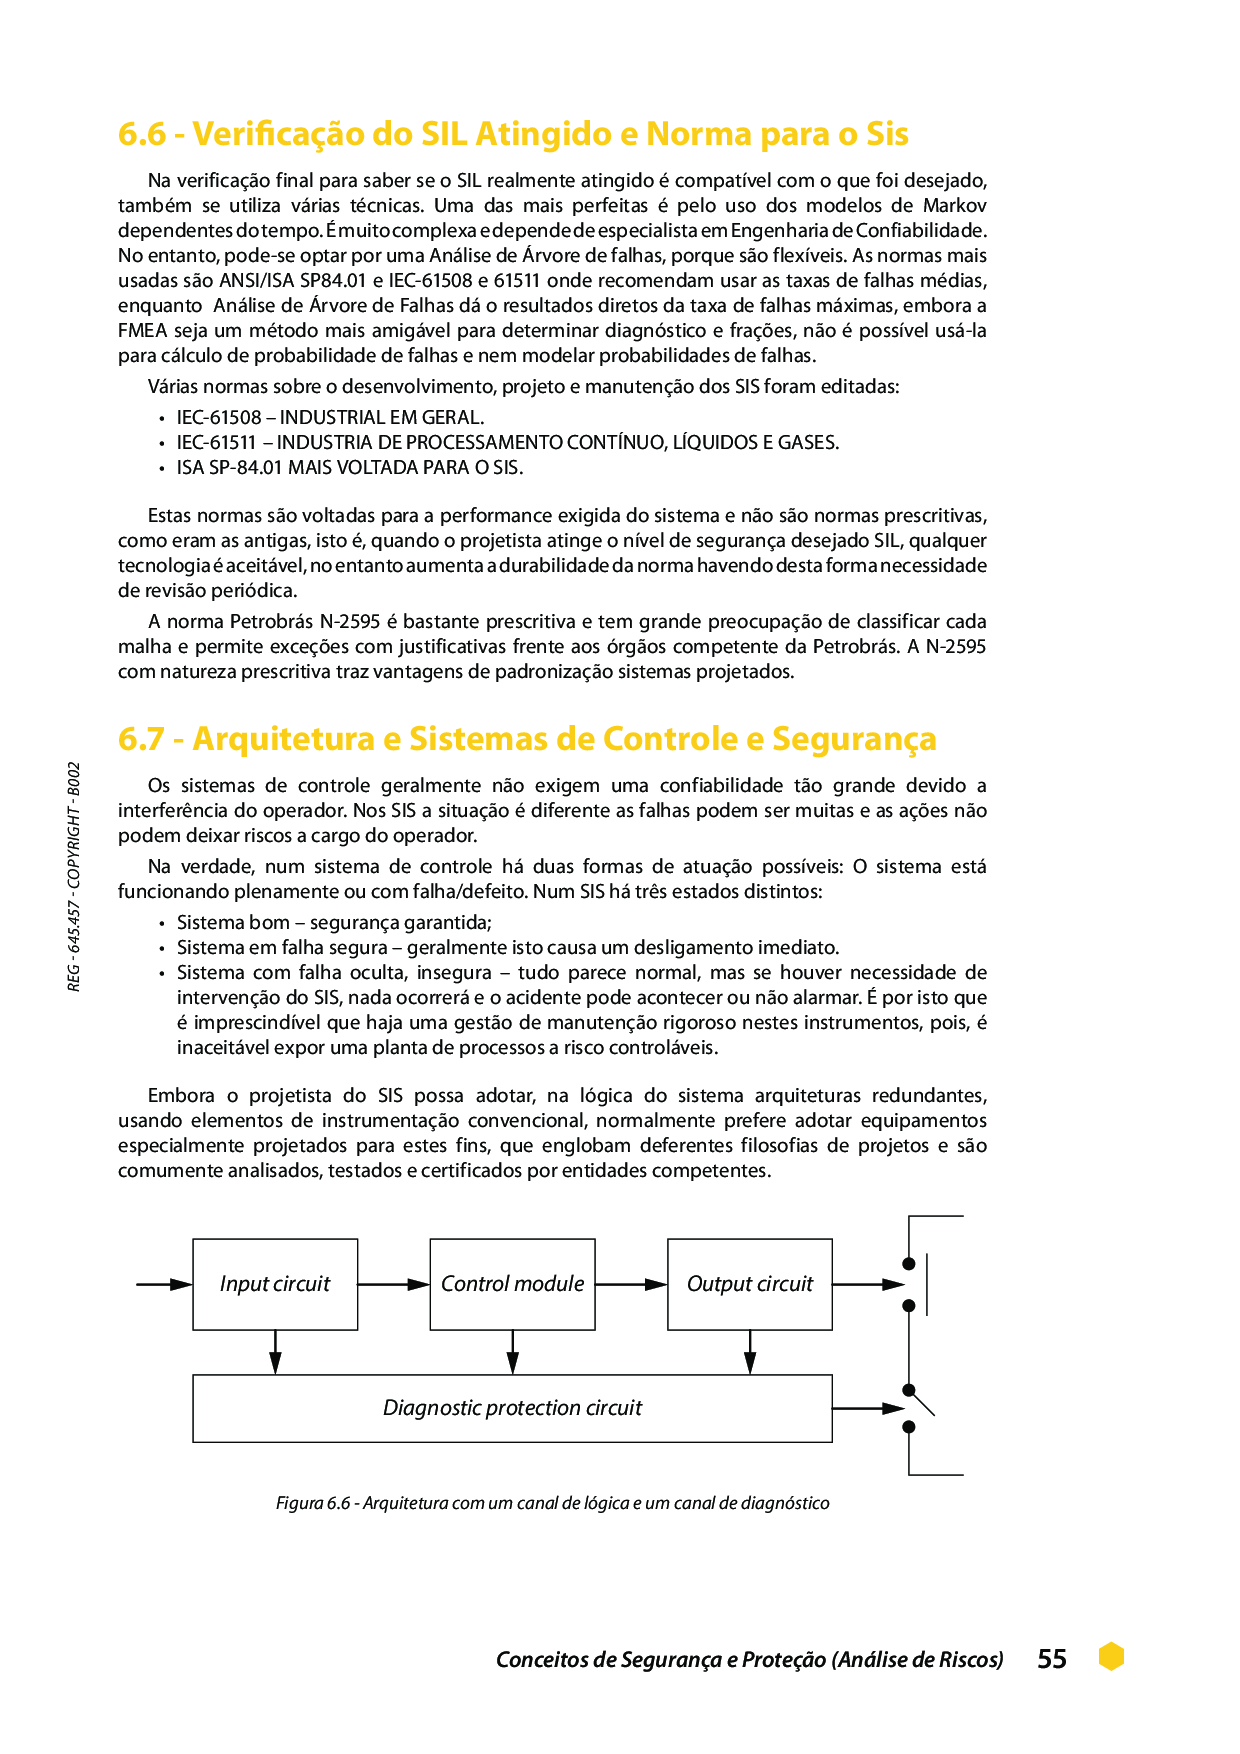 6.6 - Verificação do SIL Atingido e Norma para o Sis
Na verificação final para saber se o SIL realmente atingido é compatível com o que foi desejado,
também se utiliza várias técnicas. Uma das mais perfeitas é pelo uso dos modelos de Markov
dependentes do tempo. É muito complexa e depende de especialista em Engenharia de Confiabilidade.
No entanto, pode-se optar por uma Análise de Árvore de falhas, porque são flexíveis. As normas mais
usadas são ANSI/ISA SP84.01 e IEC-61508 e 61511 onde recomendam usar as taxas de falhas médias,
enquanto Análise de Árvore de Falhas dá o resultados diretos da taxa de falhas máximas, embora a
FMEA seja um método mais amigável para determinar diagnóstico e frações, não é possível usá-la
para cálculo de probabilidade de falhas e nem modelar probabilidades de falhas.
Várias normas sobre o desenvolvimento, projeto e manutenção dos SIS foram editadas:
• IEC-61508 – INDUSTRIAL EM GERAL.
• IEC-61511 – INDUSTRIA DE PROCESSAMENTO CONTÍNUO, LÍQUIDOS E GASES.
• ISA SP-84.01 MAIS VOLTADA PARA O SIS.
Estas normas são voltadas para a performance exigida do sistema e não são normas prescritivas,
como eram as antigas, isto é, quando o projetista atinge o nível de segurança desejado SIL, qualquer
tecnologia é aceitável, no entanto aumenta a durabilidade da norma havendo desta forma necessidade
de revisão periódica.
A norma Petrobrás N-2595 é bastante prescritiva e tem grande preocupação de classificar cada
malha e permite exceções com justificativas frente aos órgãos competente da Petrobrás. A N-2595
com natureza prescritiva traz vantagens de padronização sistemas projetados.
6.7 - Arquitetura e Sistemas de Controle e Segurança
Os sistemas de controle geralmente não exigem uma confiabilidade tão grande devido a
interferência do operador. Nos SIS a situação é diferente as falhas podem ser muitas e as ações não
podem deixar riscos a cargo do operador.
Na verdade, num sistema de controle há duas formas de atuação possíveis: O sistema está
funcionando plenamente ou com falha/defeito. Num SIS há três estados distintos:
• Sistema bom – segurança garantida;
• Sistema em falha segura – geralmente isto causa um desligamento imediato.
• Sistema com falha oculta, insegura – tudo parece normal, mas se houver necessidade de
intervenção do SIS, nada ocorrerá e o acidente pode acontecer ou não alarmar. É por isto que
é imprescindível que haja uma gestão de manutenção rigoroso nestes instrumentos, pois, é
inaceitável expor uma planta de processos a risco controláveis.
Embora o projetista do SIS possa adotar, na lógica do sistema arquiteturas redundantes,
usando elementos de instrumentação convencional, normalmente prefere adotar equipamentos
especialmente projetados para estes fins, que englobam deferentes filosofias de projetos e são
comumente analisados, testados e certificados por entidades competentes.
Input circuit
Control module
Output circuit
Diagnostic protection circuit
Figura 6.6 - Arquitetura com um canal de lógica e um canal de diagnóstico
REG - 645.457 - COPYRIGHT - B002
Conceitos de Segurança e Proteção (Análise de Riscos) 55